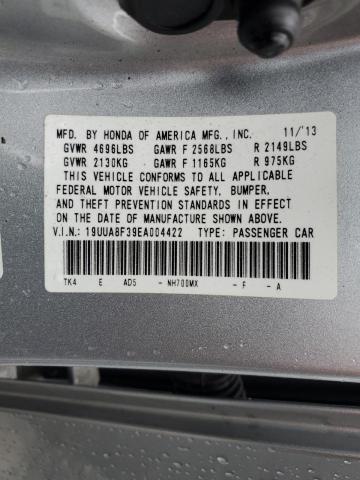 MFD. BY HONDA OF AMERICA MFG., INC. 11/'13
GVWR 4696LBS GAWR F 2568LBS R 2149LBS
GVWR 2130KG GAWR F 1165KG R 975KG
THIS VEHICLE CONFORMS TO ALL APPLICABLE
FEDERAL MOTOR VEHICLE SAFETY, BUMPER,
AND THEFT PREVENTION STANDARDS IN EFFECT
ON THE DATE OF MANUFACTURE SHOWN ABOVE.
V.I.N.: 19UUA8F39EA004422 TYPE: PASSENGER CAR
TK4 E AD5 - NH700MX - F - A